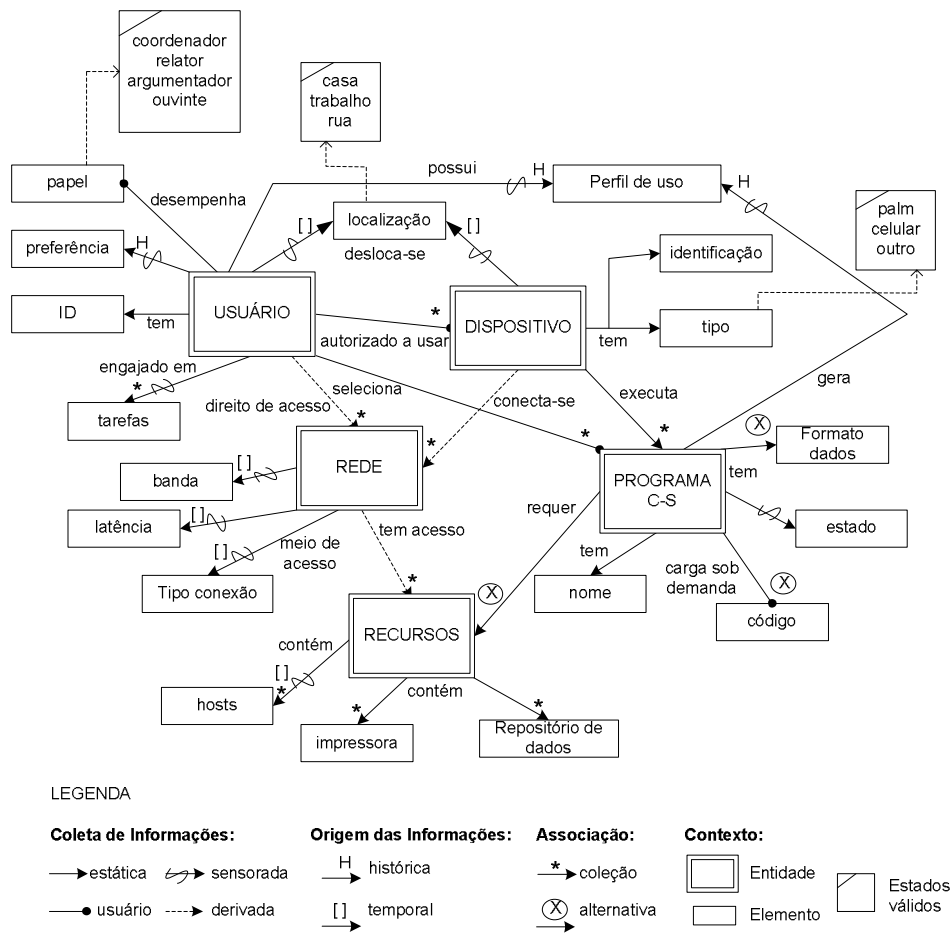 coordenador
relator
argumentador
ouvinte
casa
trabalho
rua
papel
desempenha
possui
H
Perfil de uso
H
palm
celular
outro
preferência
H
[ ]
localização
[ ]
desloca-se
identificação
ID
tem
USUÁRIO
*
autorizado a usar
DISPOSITIVO
tem
tipo
engajado em
*
tarefas
direito de acesso
*
seleciona
conecta-se
*
executa
*
*
gera
X
Formato
dados
banda
[ ]
REDE
PROGRAMA
C-S
tem
latência
[ ]
requer
estado
[ ]
meio de
acesso
tem acesso
*
tem
carga sob
demanda
Tipo conexão
X
nome
X
código
RECURSOS
contém
[ ]
*
hosts
contém
*
impressora
*
Repositório de
dados
LEGENDA
Coleta de Informações:
Origem das Informações:
Associação:
Contexto:
estática
sensorada
H
histórica
*
coleção
Entidade
usuário
derivada
[ ]
temporal
X
alternativa
Elemento
Estados
válidos